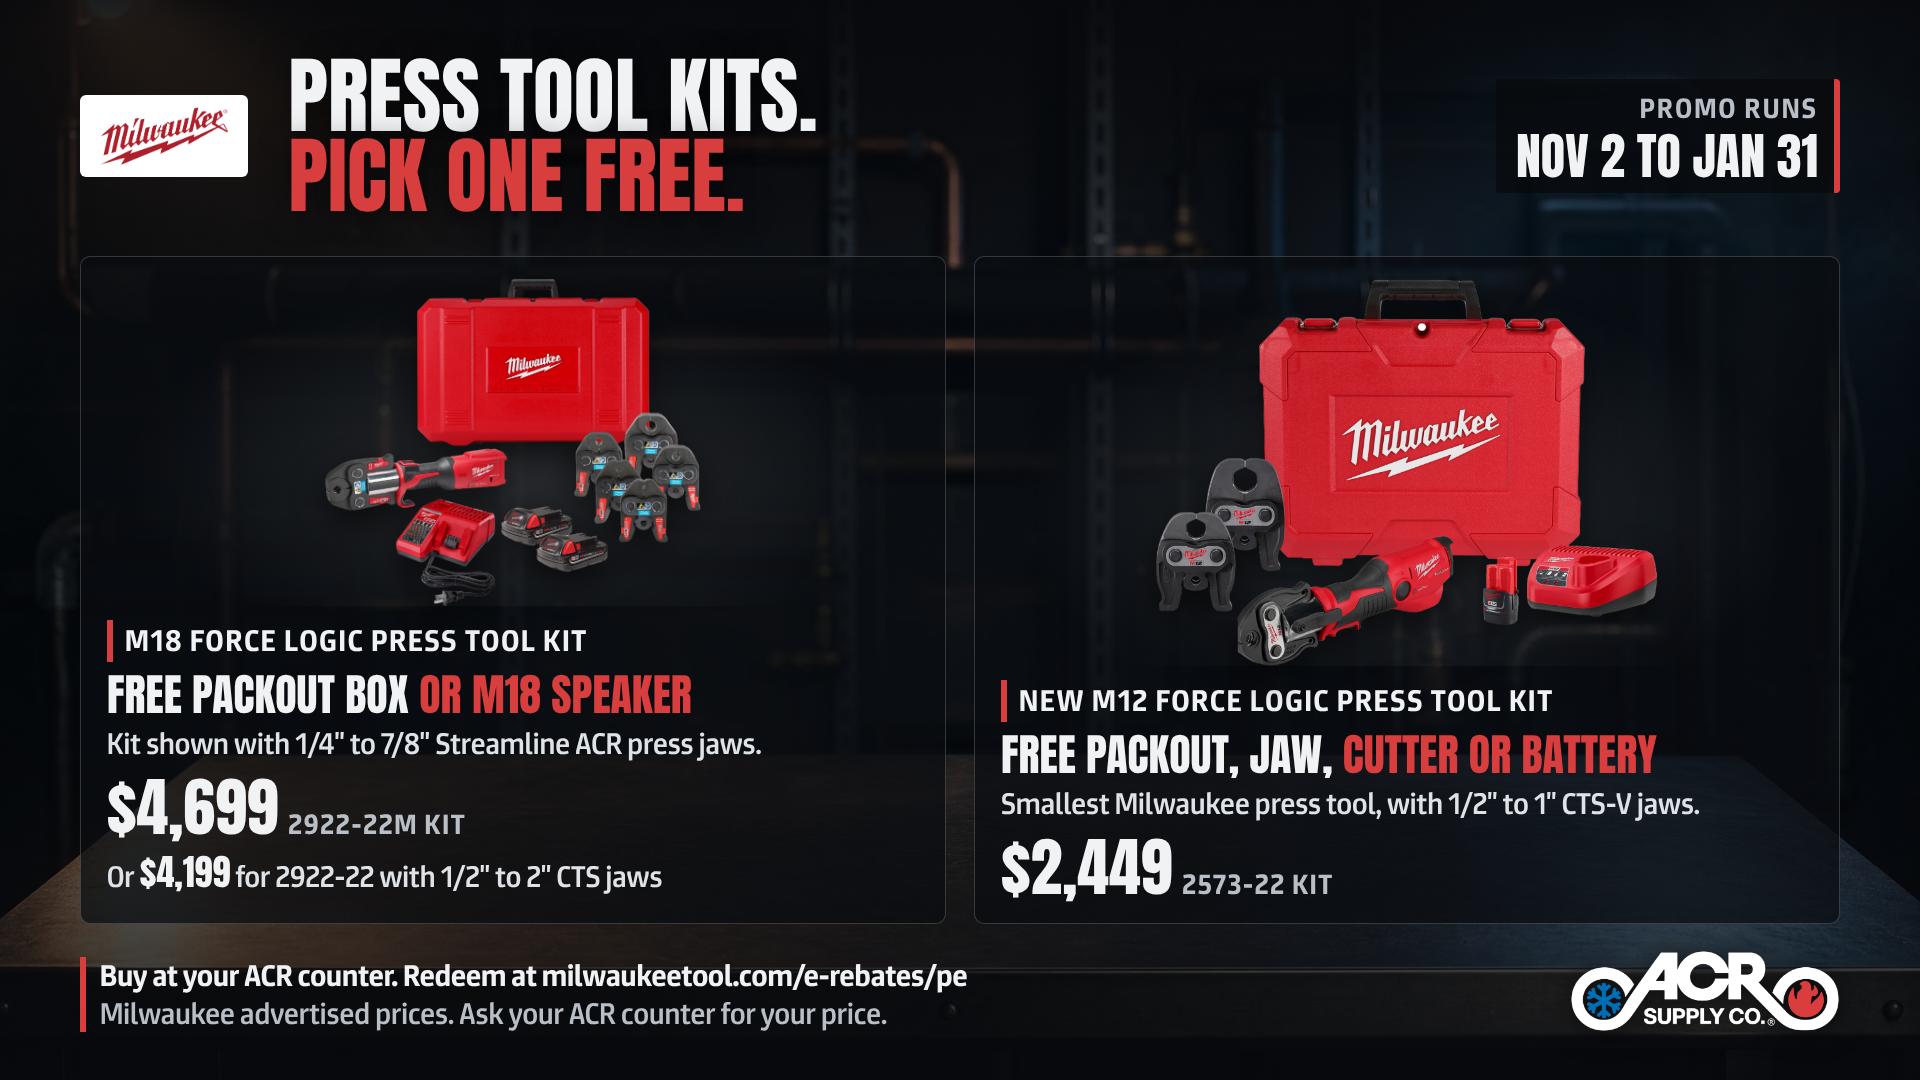 Milwaukee
PRESS TOOL KITS.
PICK ONE FREE.
PROMO RUNS
NOV 2 TO JAN 31
Milwaukee
M18 FORCE LOGIC PRESS TOOL KIT
FREE PACKOUT BOX OR M18 SPEAKER
Kit shown with 1/4" to 7/8" Streamline ACR press jaws.
$4,699 2922-22M KIT
Or $4,199 for 2922-22 with 1/2" to 2" CTS jaws
Milwaukee
Milwaukee
NEW M12 FORCE LOGIC PRESS TOOL KIT
FREE PACKOUT, JAW, CUTTER OR BATTERY
Smallest Milwaukee press tool, with 1/2" to 1" CTS-V jaws.
$2,449 2573-22 KIT
Buy at your ACR counter. Redeem at milwaukeetool.com/e-rebates/pe
Milwaukee advertised prices. Ask your ACR counter for your price.
ACR
SUPPLY CO.®